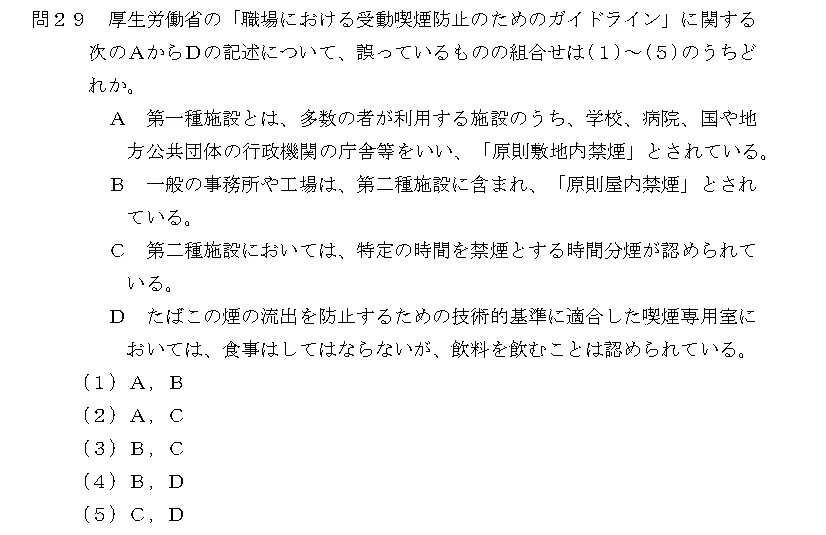 問２９　厚生労働省の「職場における受動喫煙防止のためのガイドライン」に関する
次のＡからＤの記述について、誤っているものの組合せは(１)～(５)のうちど
れか。
Ａ　第一種施設とは、多数の者が利用する施設のうち、学校、病院、国や地
方公共団体の行政機関の庁舎等をいい、「原則敷地内禁煙」とされている。
Ｂ　一般の事務所や工場は、第二種施設に含まれ、「原則屋内禁煙」とされ
ている。
Ｃ　第二種施設においては、特定の時間を禁煙とする時間分煙が認められて
いる。
Ｄ　たばこの煙の流出を防止するための技術的基準に適合した喫煙専用室に
おいては、食事はしてはならないが、飲料を飲むことは認められている。
(１) Ａ，Ｂ
(２) Ａ，Ｃ
(３) Ｂ，Ｃ
(４) Ｂ，Ｄ
(５) Ｃ，Ｄ